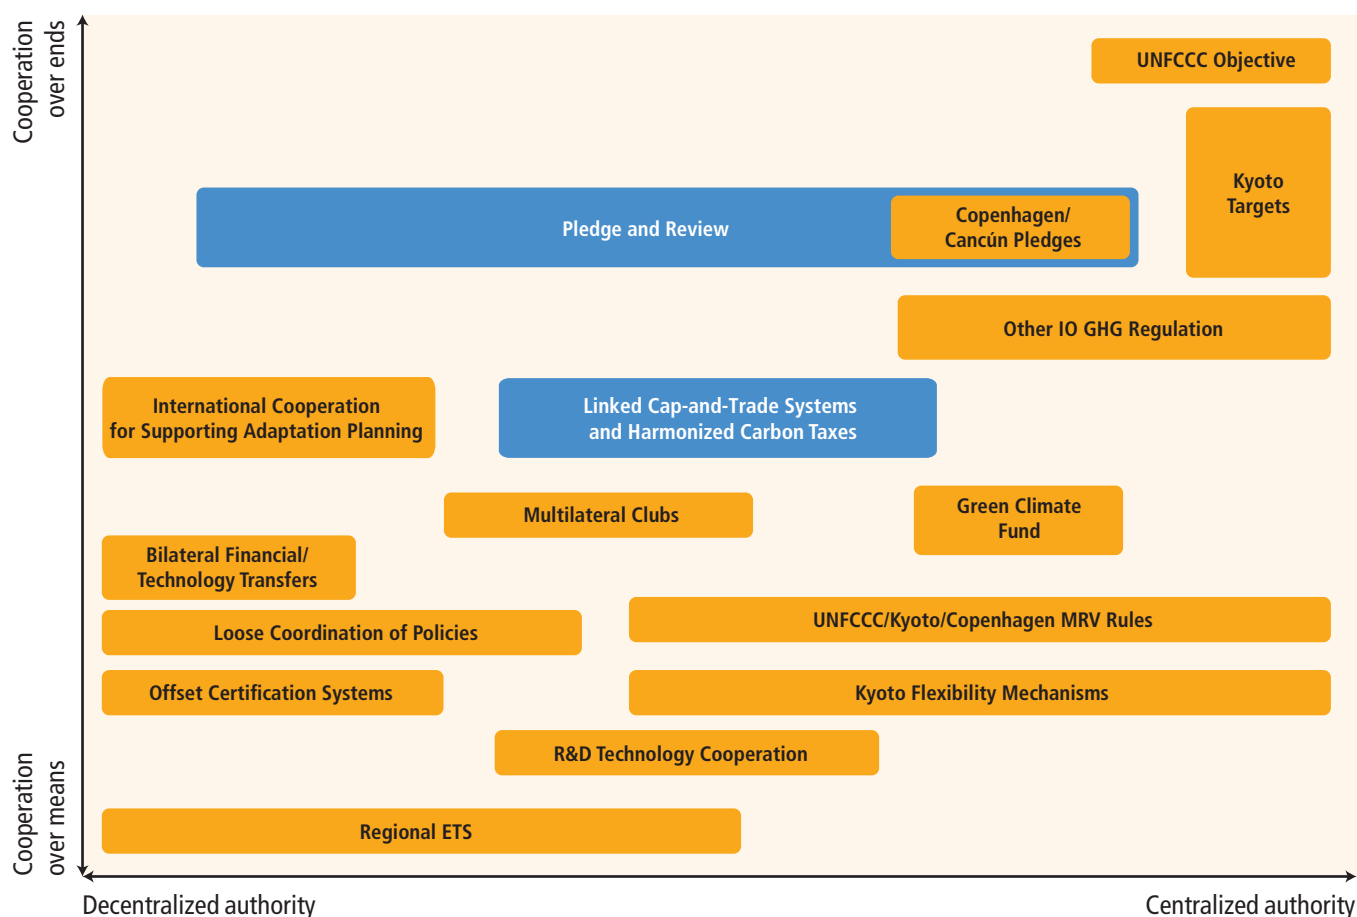 Cooperation
over ends
UNFCCC Objective
Kyoto
Targets
Pledge and Review
Copenhagen/
Cancún Pledges
Other IO GHG Regulation
International Cooperation
for Supporting Adaptation Planning
Linked Cap-and-Trade Systems
and Harmonized Carbon Taxes
Multilateral Clubs
Green Climate
Fund
Bilateral Financial/
Technology Transfers
Loose Coordination of Policies
UNFCCC/Kyoto/Copenhagen MRV Rules
Offset Certification Systems
Kyoto Flexibility Mechanisms
R&D Technology Cooperation
Cooperation
over means
Regional ETS
Decentralized authority
Centralized authority